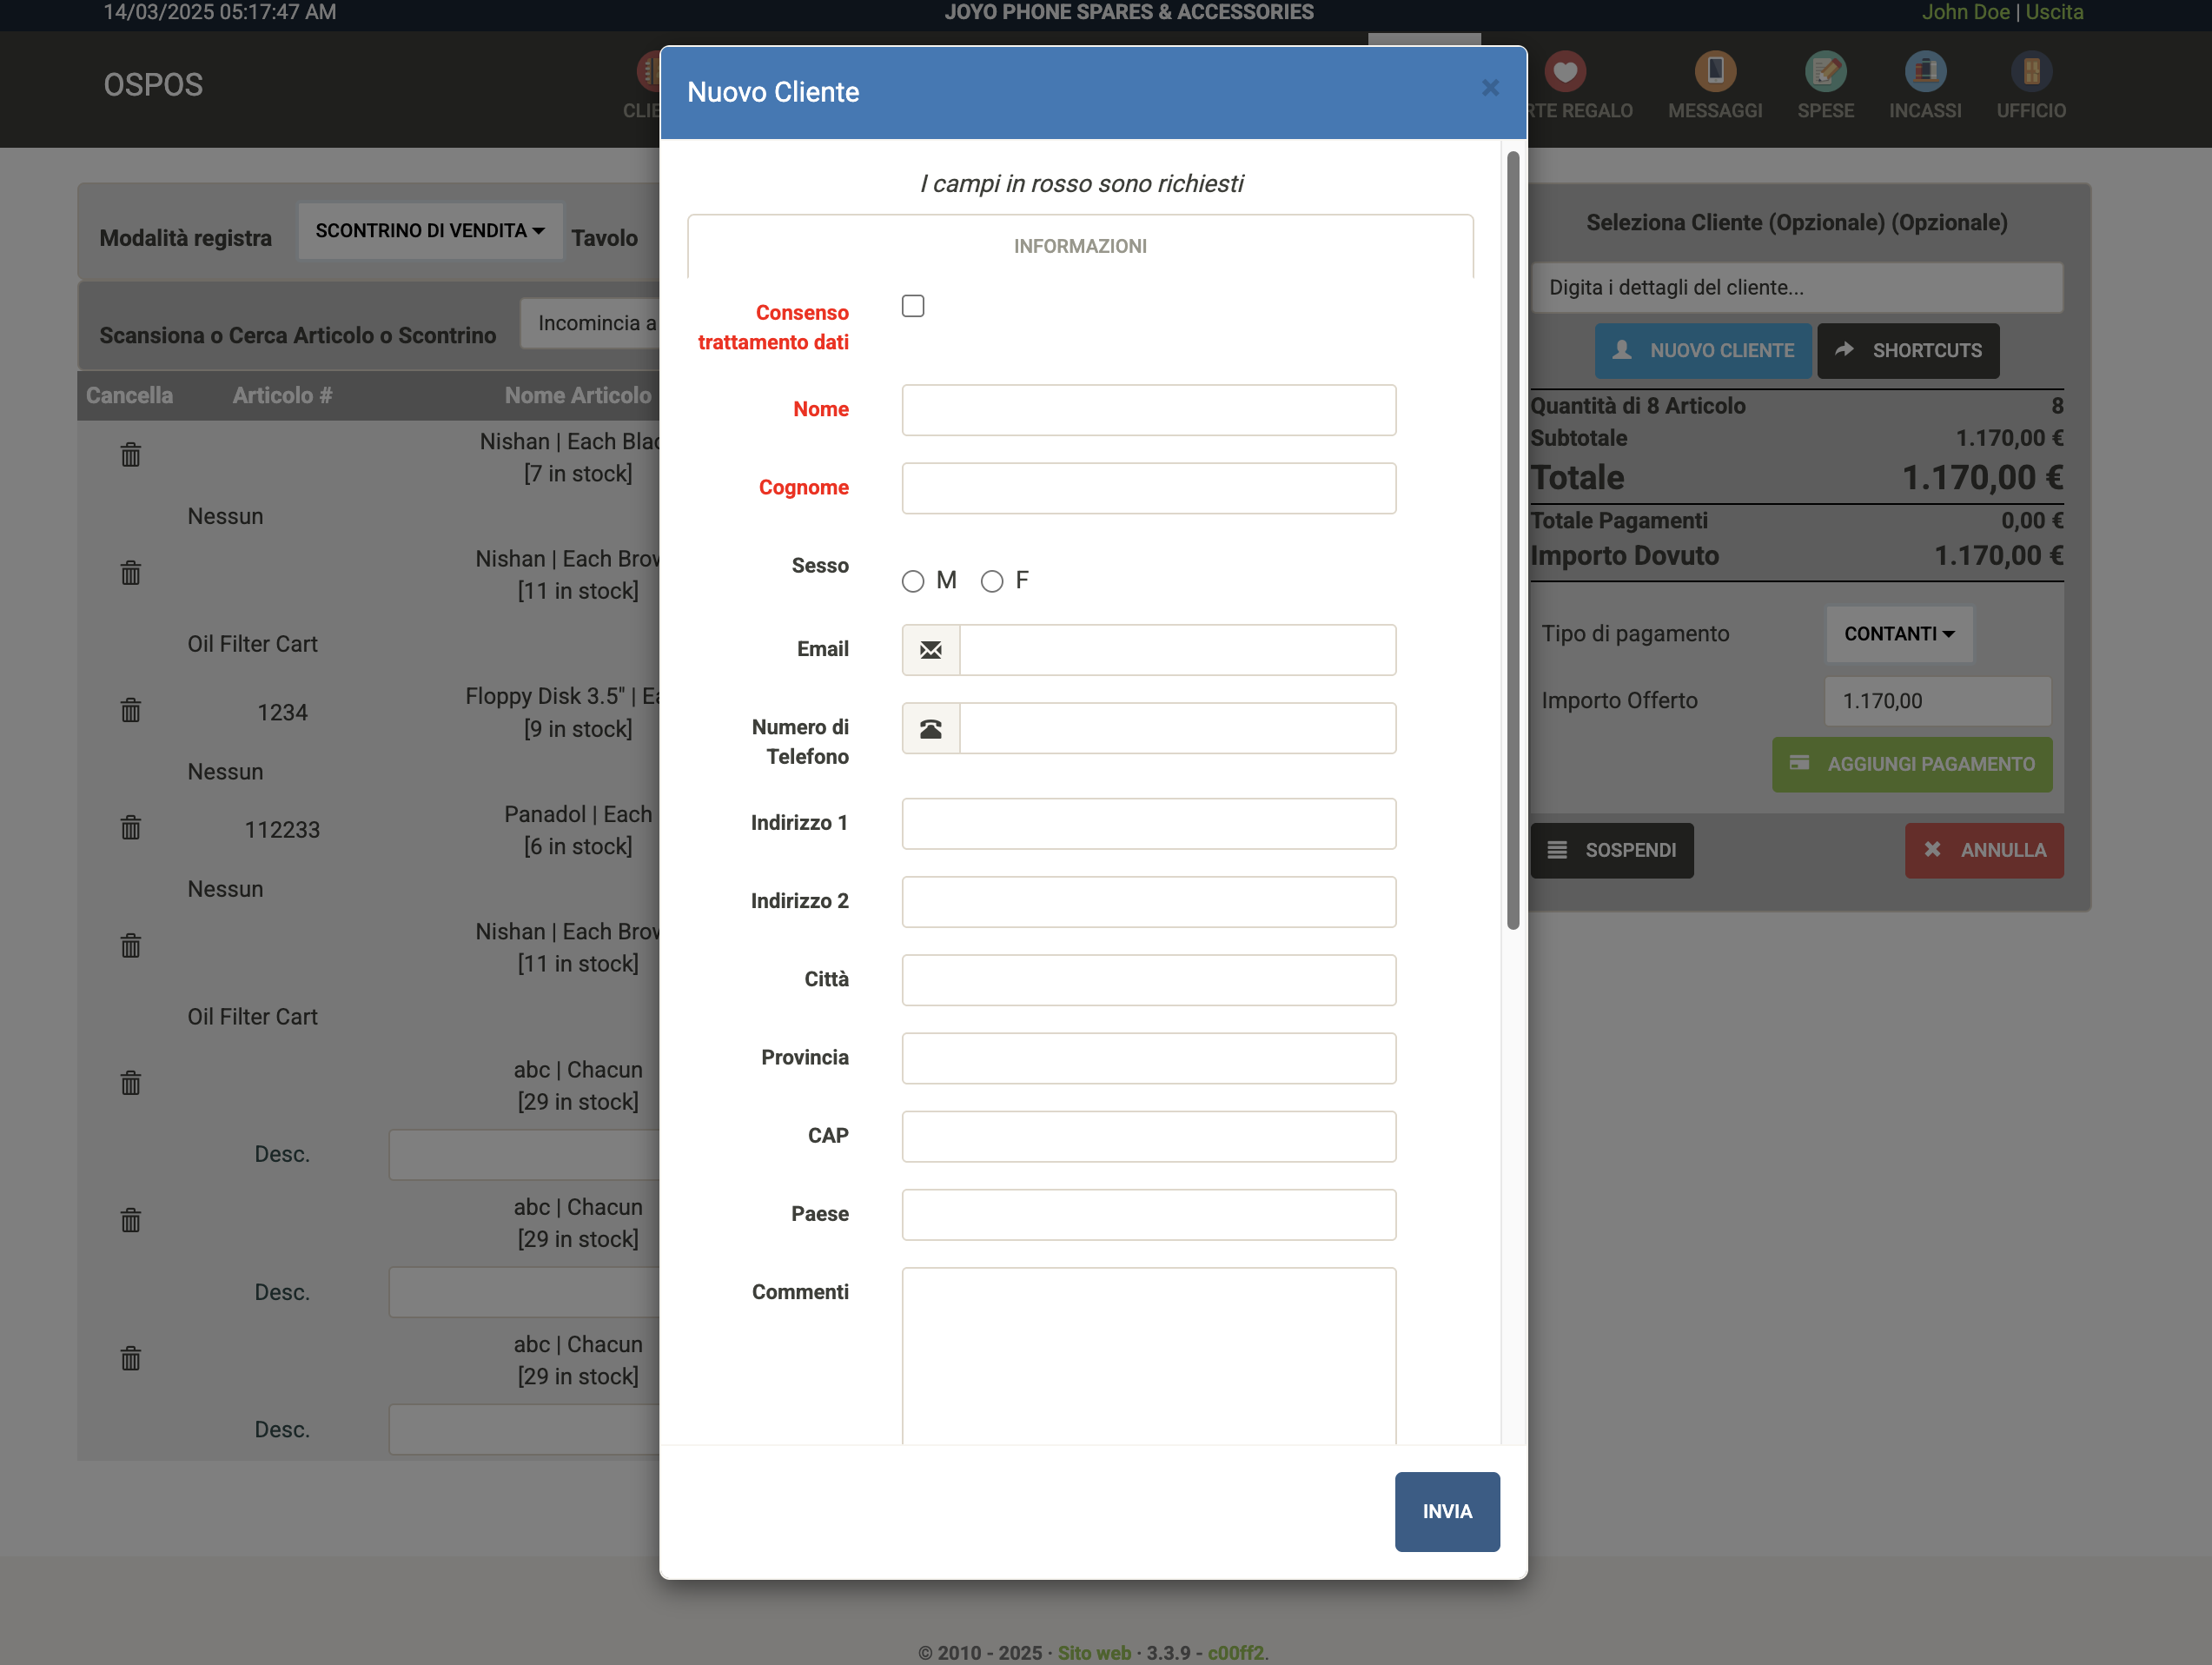 14/03/2025 05:17:47 AM
JOYO PHONE SPARES & ACCESSORIES
John Doe | Uscita
OSPOS
MESSAGGI
SPESE
INCASSI
UFFICIO
REGALO
Nuovo Cliente
×
I campi in rosso sono richiesti
INFORMAZIONI
Consenso
trattamento dati
Nome
Cognome
Sesso
M
F
Email
Numero di
Telefono
Indirizzo 1
Indirizzo 2
Città
Provincia
CAP
Paese
Commenti
INVIA
Modalità registra
SCONTRINO DI VENDITA
Tavolo
Scansiona o Cerca Articolo o Scontrino
Incomincia a
Cancella
Articolo #
Nome Articolo
Nishan | Each
[7 in stock]
Nessun
Nishan | Each
[11 in stock]
Oil Filter Cart
1234
Floppy Disk 3.5" |
[9 in stock]
Nessun
112233
Panadol | Each
[6 in stock]
Nessun
Nishan | Each
[11 in stock]
Oil Filter Cart
abc | Chacun
[29 in stock]
Desc.
abc | Chacun
[29 in stock]
Desc.
abc | Chacun
[29 in stock]
Desc.
Seleziona Cliente (Opzionale) (Opzionale)
Digita i dettagli del cliente...
NUOVO CLIENTE
SHORTCUTS
Quantità di 8 Articolo 8
Subtotale 1.170,00 €
Totale 1.170,00 €
Totale Pagamenti 0,00 €
Importo Dovuto 1.170,00 €
Tipo di pagamento
CONTANTI
Importo Offerto
1.170,00
AGGIUNGI PAGAMENTO
SOSPENDI
ANNULLA
© 2010 - 2025 · Sito web · 3.3.9 - c00ff2.